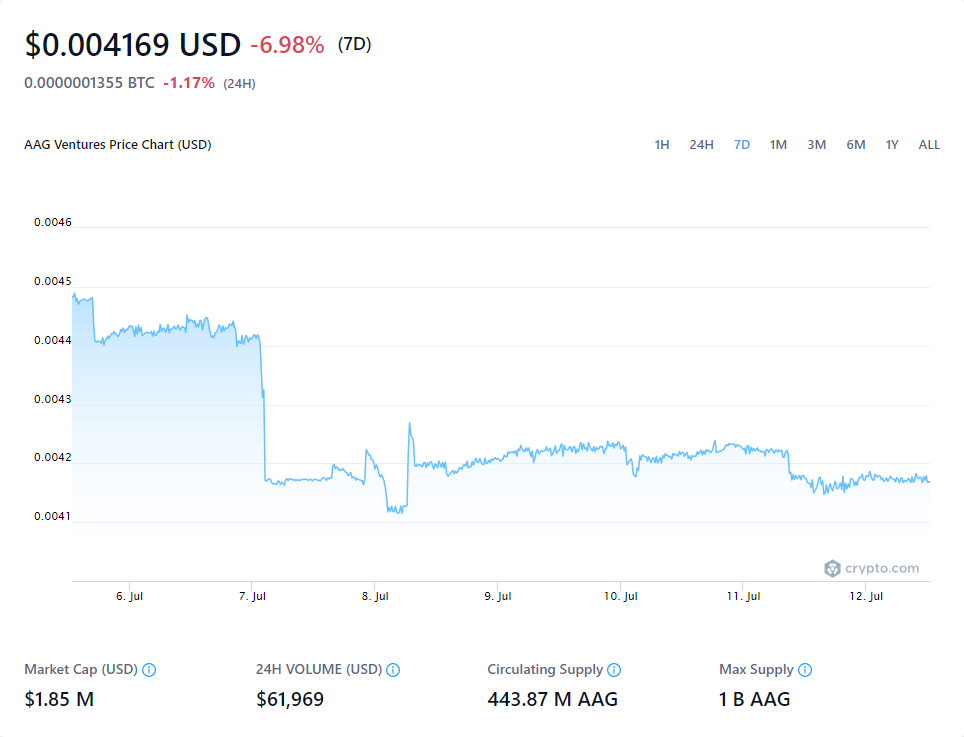 $0.004169 USD -6.98% (7D)
0.0000001355 BTC -1.17% (24H)
AAG Ventures Price Chart (USD)
1H 24H 7D 1M 3M 6M 1Y ALL
0.0046
0.0045
0.0044
0.0043
0.0042
0.0041
crypto.com
6. Jul 7. Jul 8. Jul 9. Jul 10. Jul 11. Jul 12. Jul
Market Cap (USD) 24H VOLUME (USD) Circulating Supply Max Supply
$1.85 M $61,969 443.87 M AAG 1 B AAG